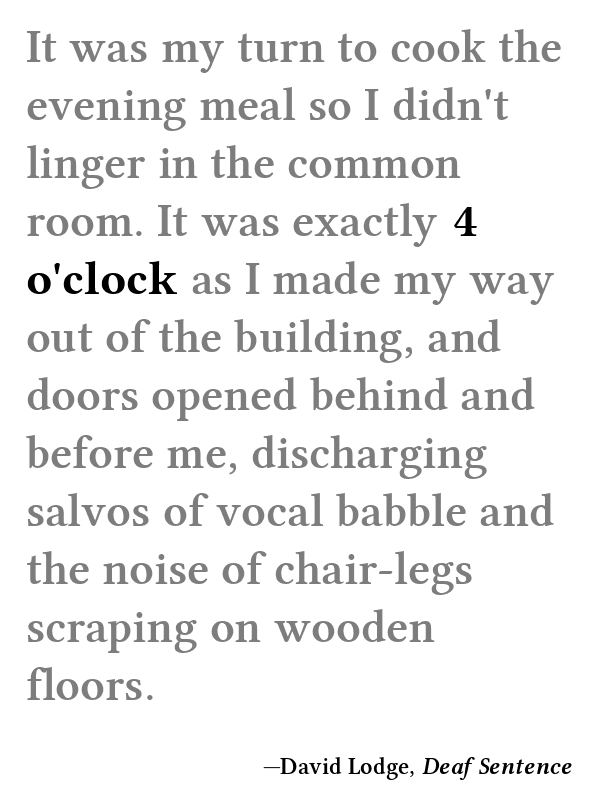 It was my turn to cook the
evening meal so I didn't
linger in the common
room. It was exactly 4
o'clock as I made my way
out of the building, and
doors opened behind and
before me, discharging
salvos of vocal babble and
the noise of chair-legs
scraping on wooden
floors.
—David Lodge, Deaf Sentence